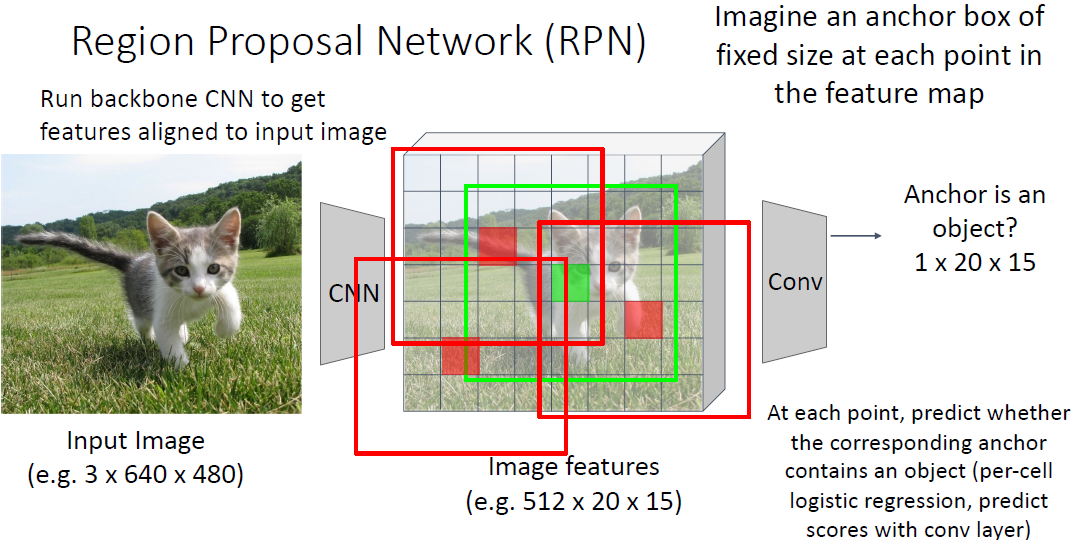 Region Proposal Network (RPN)
Imagine an anchor box of
fixed size at each point in
the feature map
Run backbone CNN to get
features aligned to input image
CNN
Conv
Anchor is an
object?
1 x 20 x 15
Input Image
(e.g. 3 x 640 x 480)
Image features
(e.g. 512 x 20 x 15)
At each point, predict whether
the corresponding anchor
contains an object (per-cell
logistic regression, predict
scores with conv layer)